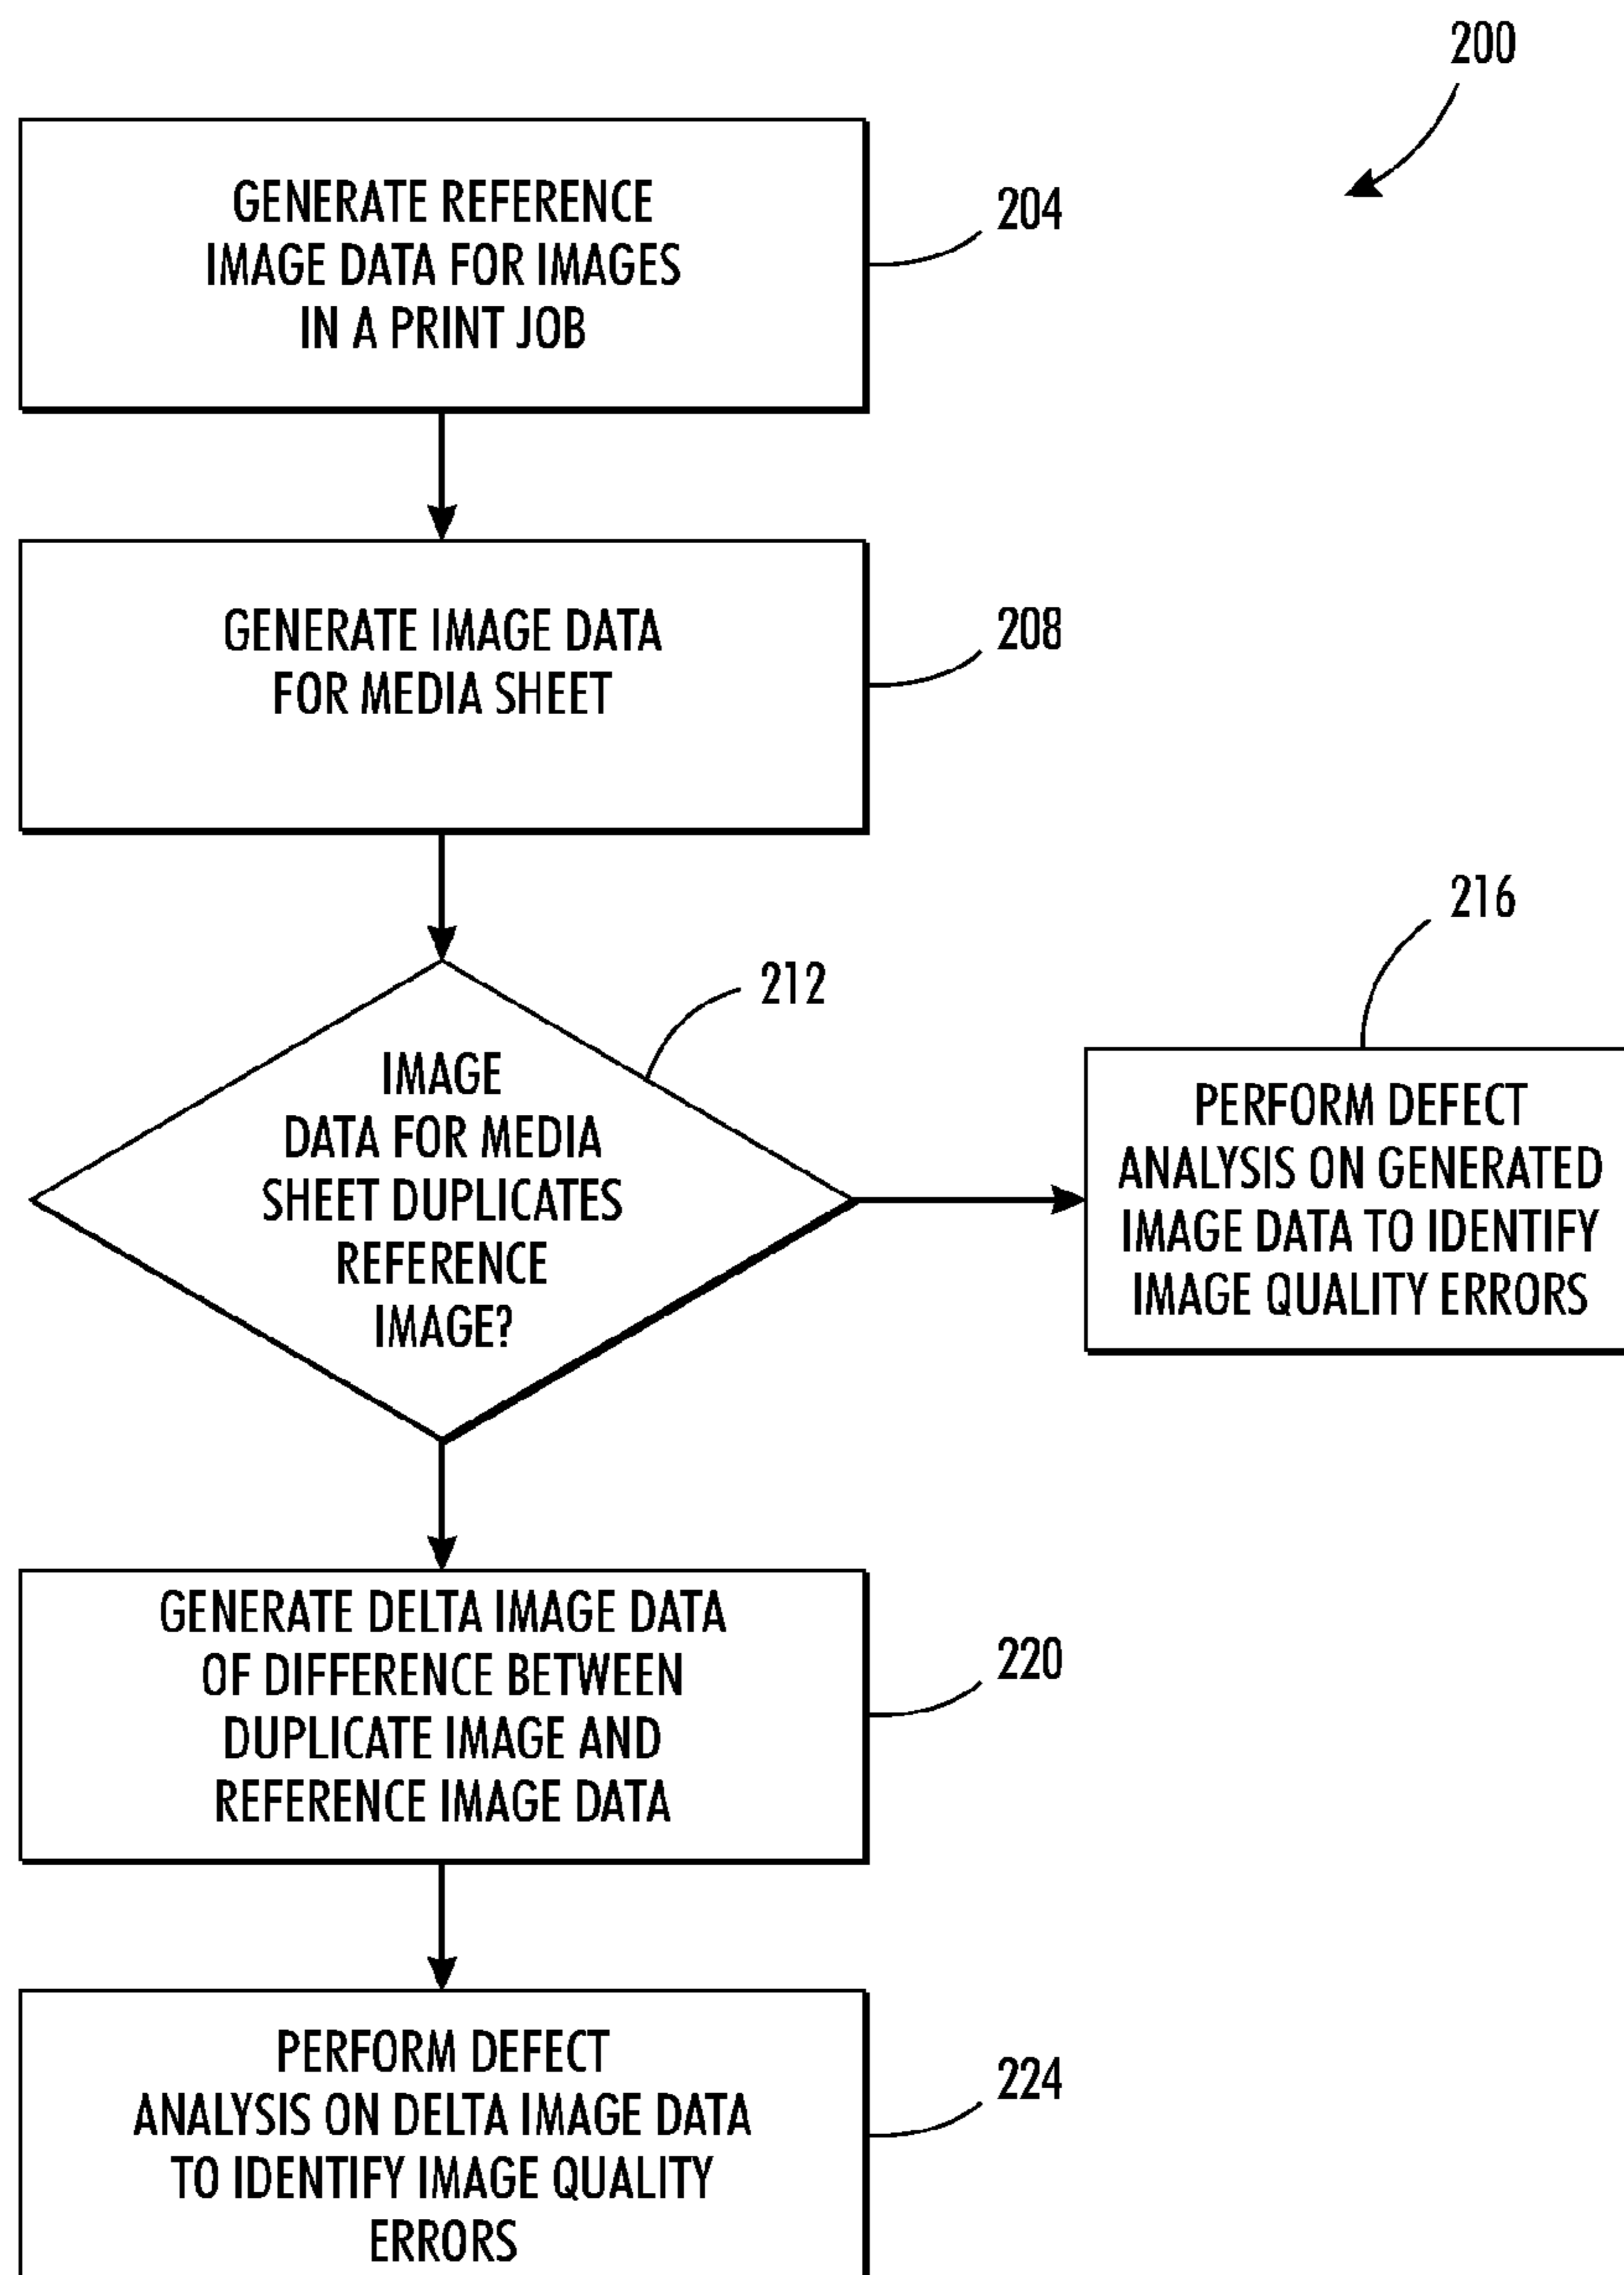 200
GENERATE REFERENCE
IMAGE DATA FOR IMAGES
IN A PRINT JOB
204
GENERATE IMAGE DATA
FOR MEDIA SHEET
208
212
IMAGE
DATA FOR MEDIA
SHEET DUPLICATES
REFERENCE
IMAGE?
216
PERFORM DEFECT
ANALYSIS ON GENERATED
IMAGE DATA TO IDENTIFY
IMAGE QUALITY ERRORS
GENERATE DELTA IMAGE DATA
OF DIFFERENCE BETWEEN
DUPLICATE IMAGE AND
REFERENCE IMAGE DATA
220
PERFORM DEFECT
ANALYSIS ON DELTA IMAGE DATA
TO IDENTIFY IMAGE QUALITY
ERRORS
224